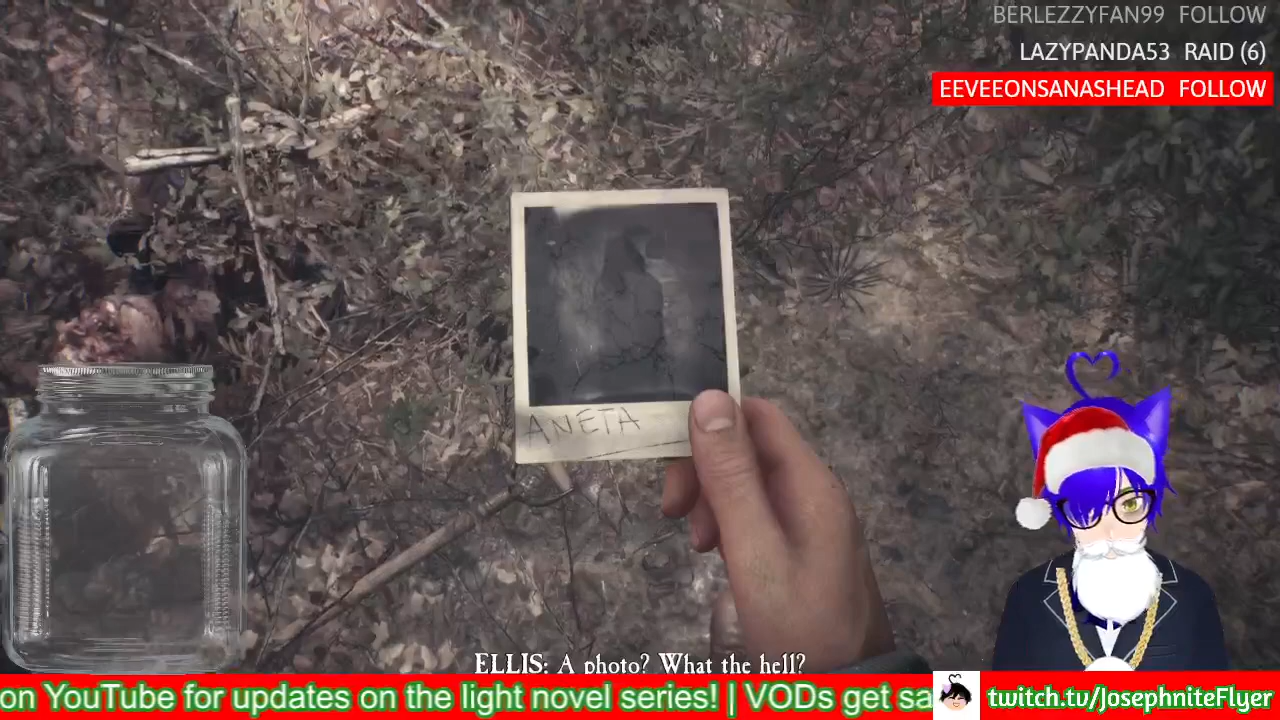 BERLEZZYFAN99 FOLLOW
LAZYPANDA53 RAID (6)
EEVEEONSANASHEAD FOLLOW
ANETA
ELLIS: A photo? What the hell?
on YouTube for updates on the light novel series! | VODs get sa
twitch.tv/JosephniteFlyer